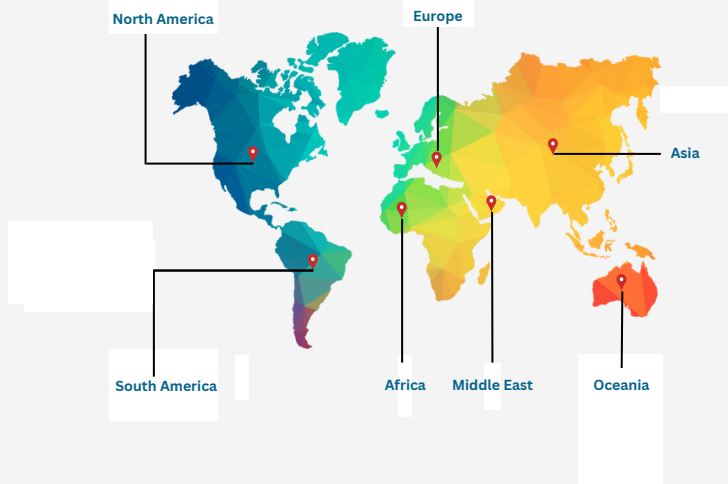 North America
Europe
Asia
South America
Africa
Middle East
Oceania